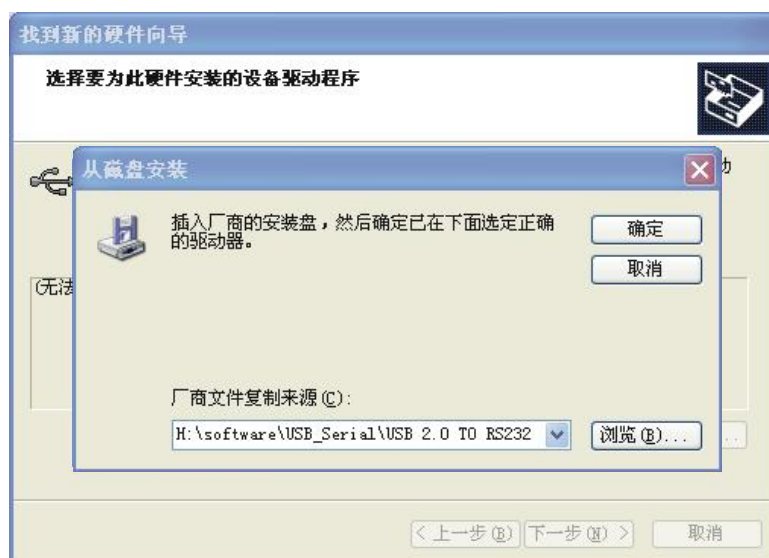 找到新的硬件向导
选择要为此硬件安装的设备驱动程序
从磁盘安装
动
插入厂商的安装盘，然后确定已在下面选定正确
的驱动器。
确定
取消
(无法
厂商文件复制来源(C):
H:\software\USB_Serial\USB 2.0 TO RS232
浏览(B)...
< 上一步(B)
下一步(N) >
取消